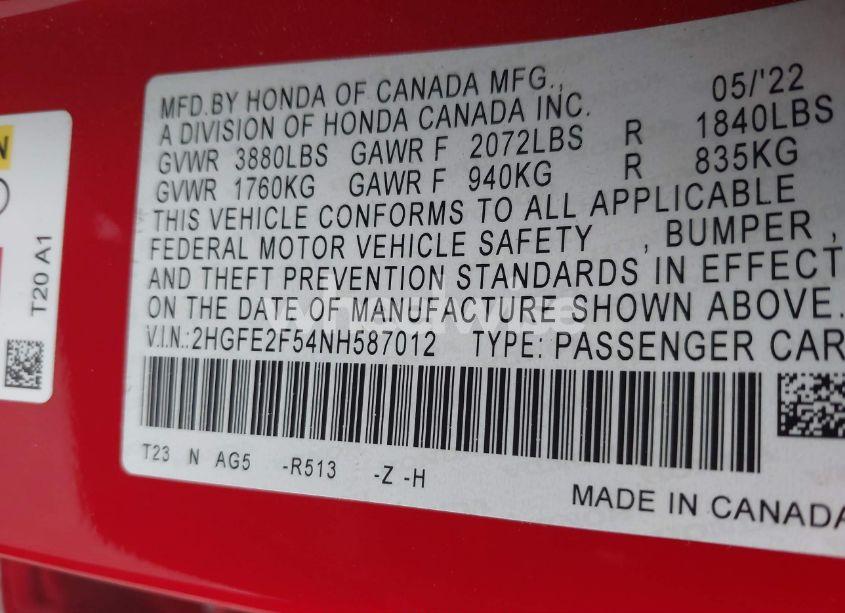 N
T20 A1
MFD.BY HONDA OF CANADA MFG., 05/'22
A DIVISION OF HONDA CANADA INC.
GVWR 3880LBS GAWR F 2072LBS R 1840LBS
GVWR 1760KG GAWR F 940KG R 835KG
THIS VEHICLE CONFORMS TO ALL APPLICABLE
FEDERAL MOTOR VEHICLE SAFETY , BUMPER ,
AND THEFT PREVENTION STANDARDS IN EFFECT
ON THE DATE OF MANUFACTURE SHOWN ABOVE.
V.I.N.:2HGFE2F54NH587012 TYPE: PASSENGER CAR
T23 N AG5 -R513 -Z -H
MADE IN CANADA